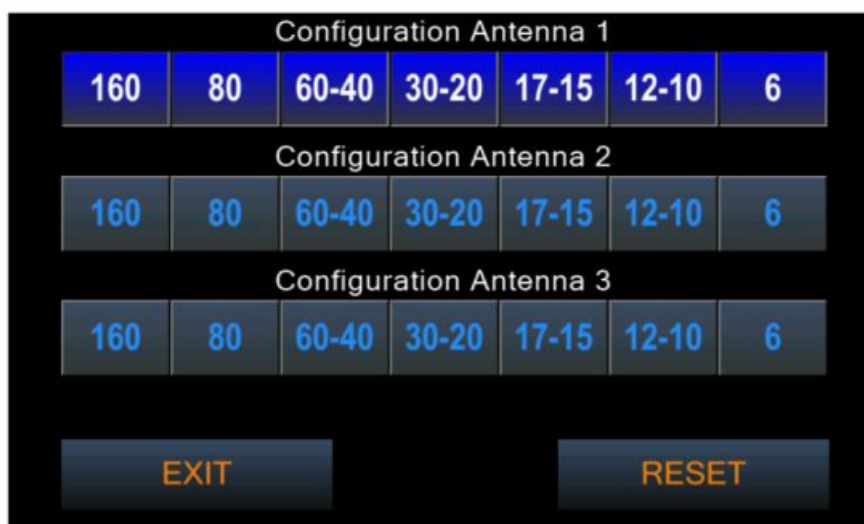 Configuration Antenna 1
160 80 60-40 30-20 17-15 12-10 6
Configuration Antenna 2
160 80 60-40 30-20 17-15 12-10 6
Configuration Antenna 3
160 80 60-40 30-20 17-15 12-10 6
EXIT RESET